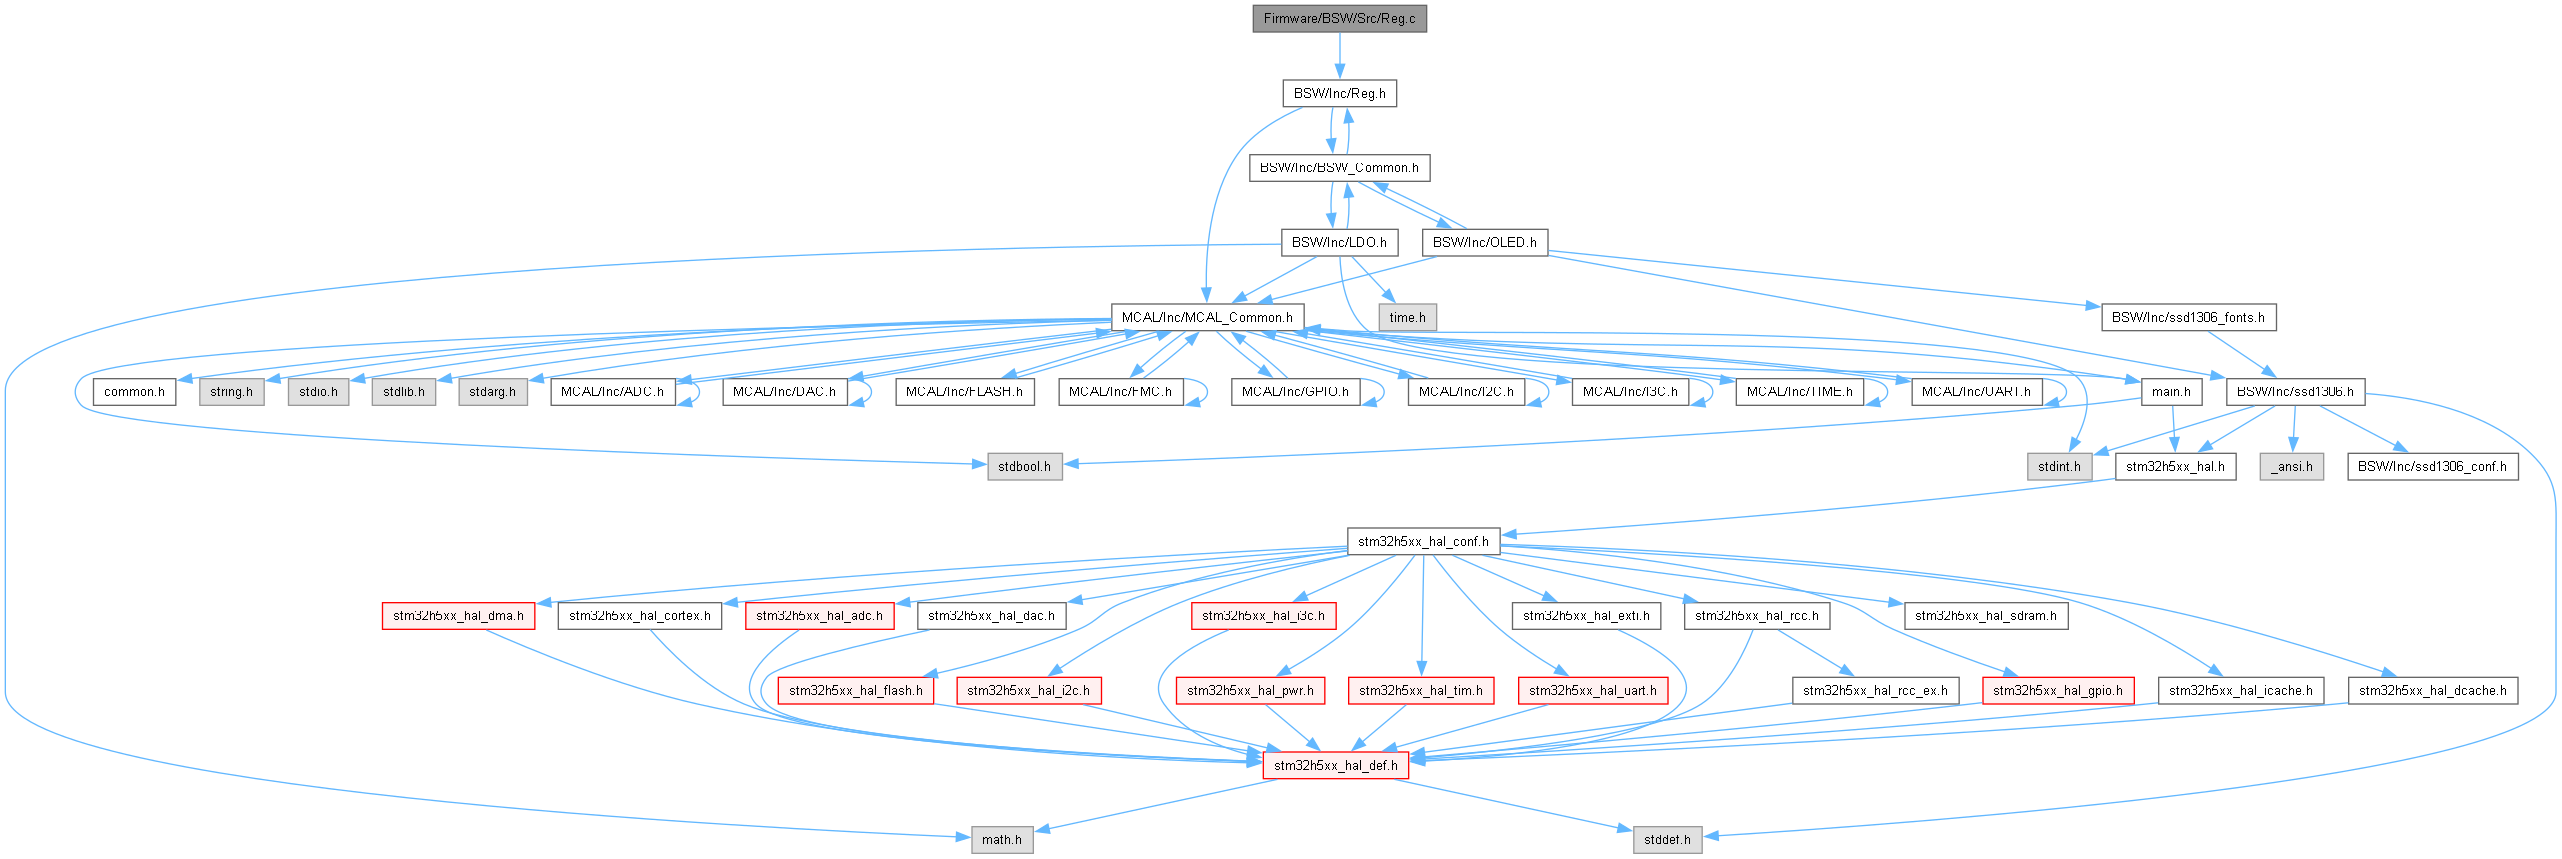 Firmware/BSW/Src/Reg.c
BSW/Inc/Reg.h
BSW/Inc/BSW_Common.h
BSW/Inc/LDO.h
BSW/Inc/OLED.h
MCAL/Inc/MCAL_Common.h
time.h
BSW/Inc/ssd1306_fonts.h
common.h
string.h
stdio.h
stdlib.h
stdarg.h
MCAL/Inc/ADC.h
MCAL/Inc/DAC.h
MCAL/Inc/FLASH.h
MCAL/Inc/FMC.h
MCAL/Inc/GPIO.h
MCAL/Inc/I2C.h
MCAL/Inc/I3C.h
MCAL/Inc/TIME.h
MCAL/Inc/UART.h
main.h
BSW/Inc/ssd1306.h
stdbool.h
stdint.h
stm32h5xx_hal.h
_ansi.h
BSW/Inc/ssd1306_conf.h
stm32h5xx_hal_conf.h
stm32h5xx_hal_dma.h
stm32h5xx_hal_cortex.h
stm32h5xx_hal_adc.h
stm32h5xx_hal_dac.h
stm32h5xx_hal_i3c.h
stm32h5xx_hal_exti.h
stm32h5xx_hal_rcc.h
stm32h5xx_hal_sdram.h
stm32h5xx_hal_flash.h
stm32h5xx_hal_i2c.h
stm32h5xx_hal_pwr.h
stm32h5xx_hal_tim.h
stm32h5xx_hal_uart.h
stm32h5xx_hal_rcc_ex.h
stm32h5xx_hal_gpio.h
stm32h5xx_hal_icache.h
stm32h5xx_hal_dcache.h
stm32h5xx_hal_def.h
math.h
stddef.h